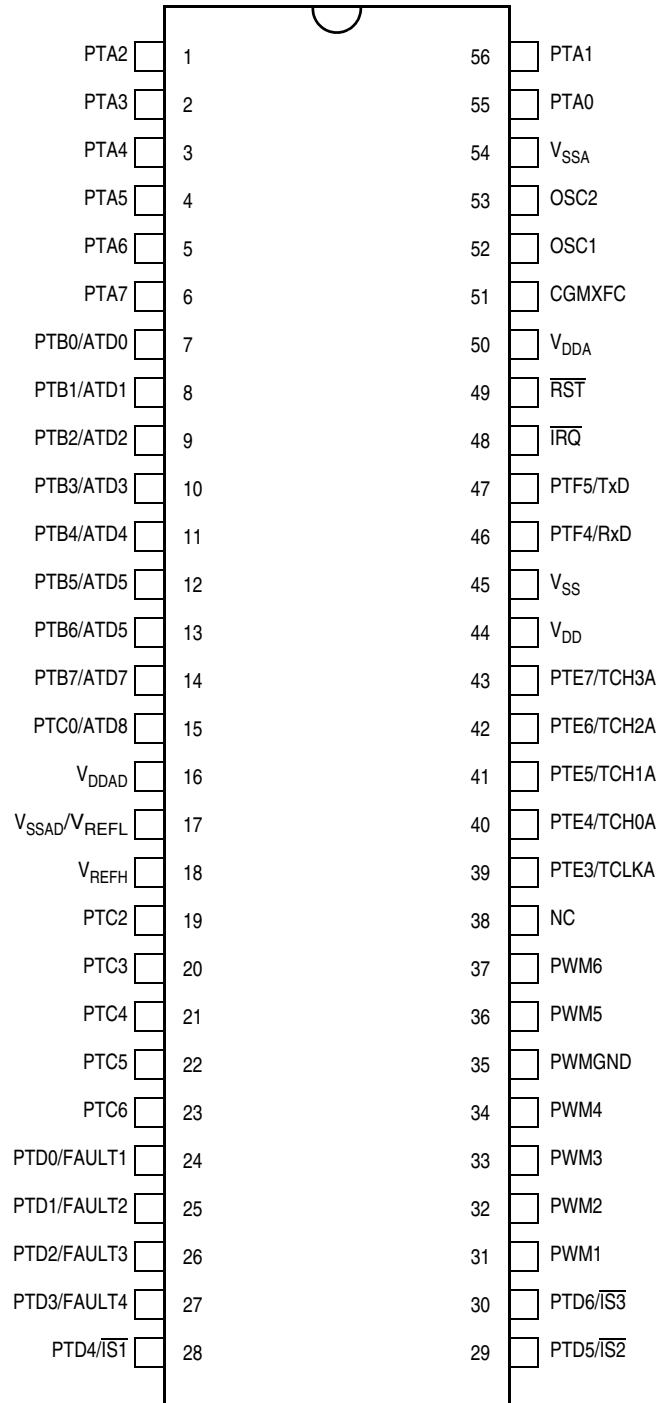 PTA2 1 56 PTA1
PTA3 2 55 PTA0
PTA4 3 54 VSSA
PTA5 4 53 OSC2
PTA6 5 52 OSC1
PTA7 6 51 CGMXFC
PTB0/ATD0 7 50 VDDA
PTB1/ATD1 8 49 R̅S̅T̅
PTB2/ATD2 9 48 I̅R̅Q̅
PTB3/ATD3 10 47 PTF5/TxD
PTB4/ATD4 11 46 PTF4/RxD
PTB5/ATD5 12 45 VSS
PTB6/ATD5 13 44 VDD
PTB7/ATD7 14 43 PTE7/TCH3A
PTC0/ATD8 15 42 PTE6/TCH2A
VDDAD 16 41 PTE5/TCH1A
VSSAD/VREFL 17 40 PTE4/TCH0A
VREFH 18 39 PTE3/TCLKA
PTC2 19 38 NC
PTC3 20 37 PWM6
PTC4 21 36 PWM5
PTC5 22 35 PWMGND
PTC6 23 34 PWM4
PTD0/FAULT1 24 33 PWM3
PTD1/FAULT2 25 32 PWM2
PTD2/FAULT3 26 31 PWM1
PTD3/FAULT4 27 30 PTD6/I̅S̅3̅
PTD4/I̅S̅1̅ 28 29 PTD5/I̅S̅2̅